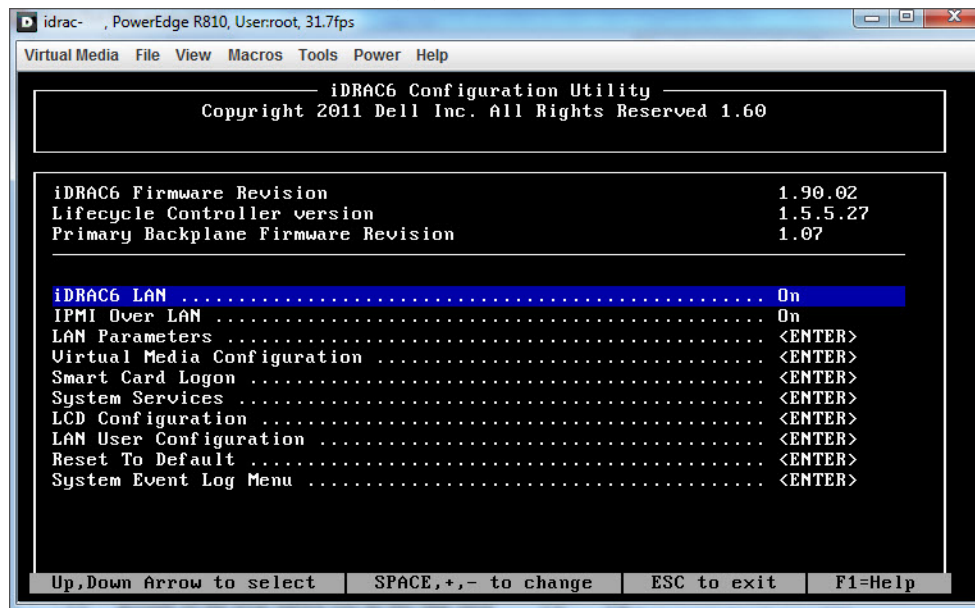 idrac- , PowerEdge R810, User:root, 31.7fps
Virtual Media File View Macros Tools Power Help
iDRAC6 Configuration Utility
Copyright 2011 Dell Inc. All Rights Reserved 1.60
iDRAC6 Firmware Revision 1.90.02
Lifecycle Controller version 1.5.5.27
Primary Backplane Firmware Revision 1.07
iDRAC6 LAN ................................................... On
IPMI Over LAN ................................................ On
LAN Parameters ............................................... <ENTER>
Virtual Media Configuration .................................. <ENTER>
Smart Card Logon ............................................. <ENTER>
System Services .............................................. <ENTER>
LCD Configuration ............................................ <ENTER>
LAN User Configuration ....................................... <ENTER>
Reset To Default ............................................. <ENTER>
System Event Log Menu ........................................ <ENTER>
Up,Down Arrow to select SPACE,+,- to change ESC to exit F1=Help